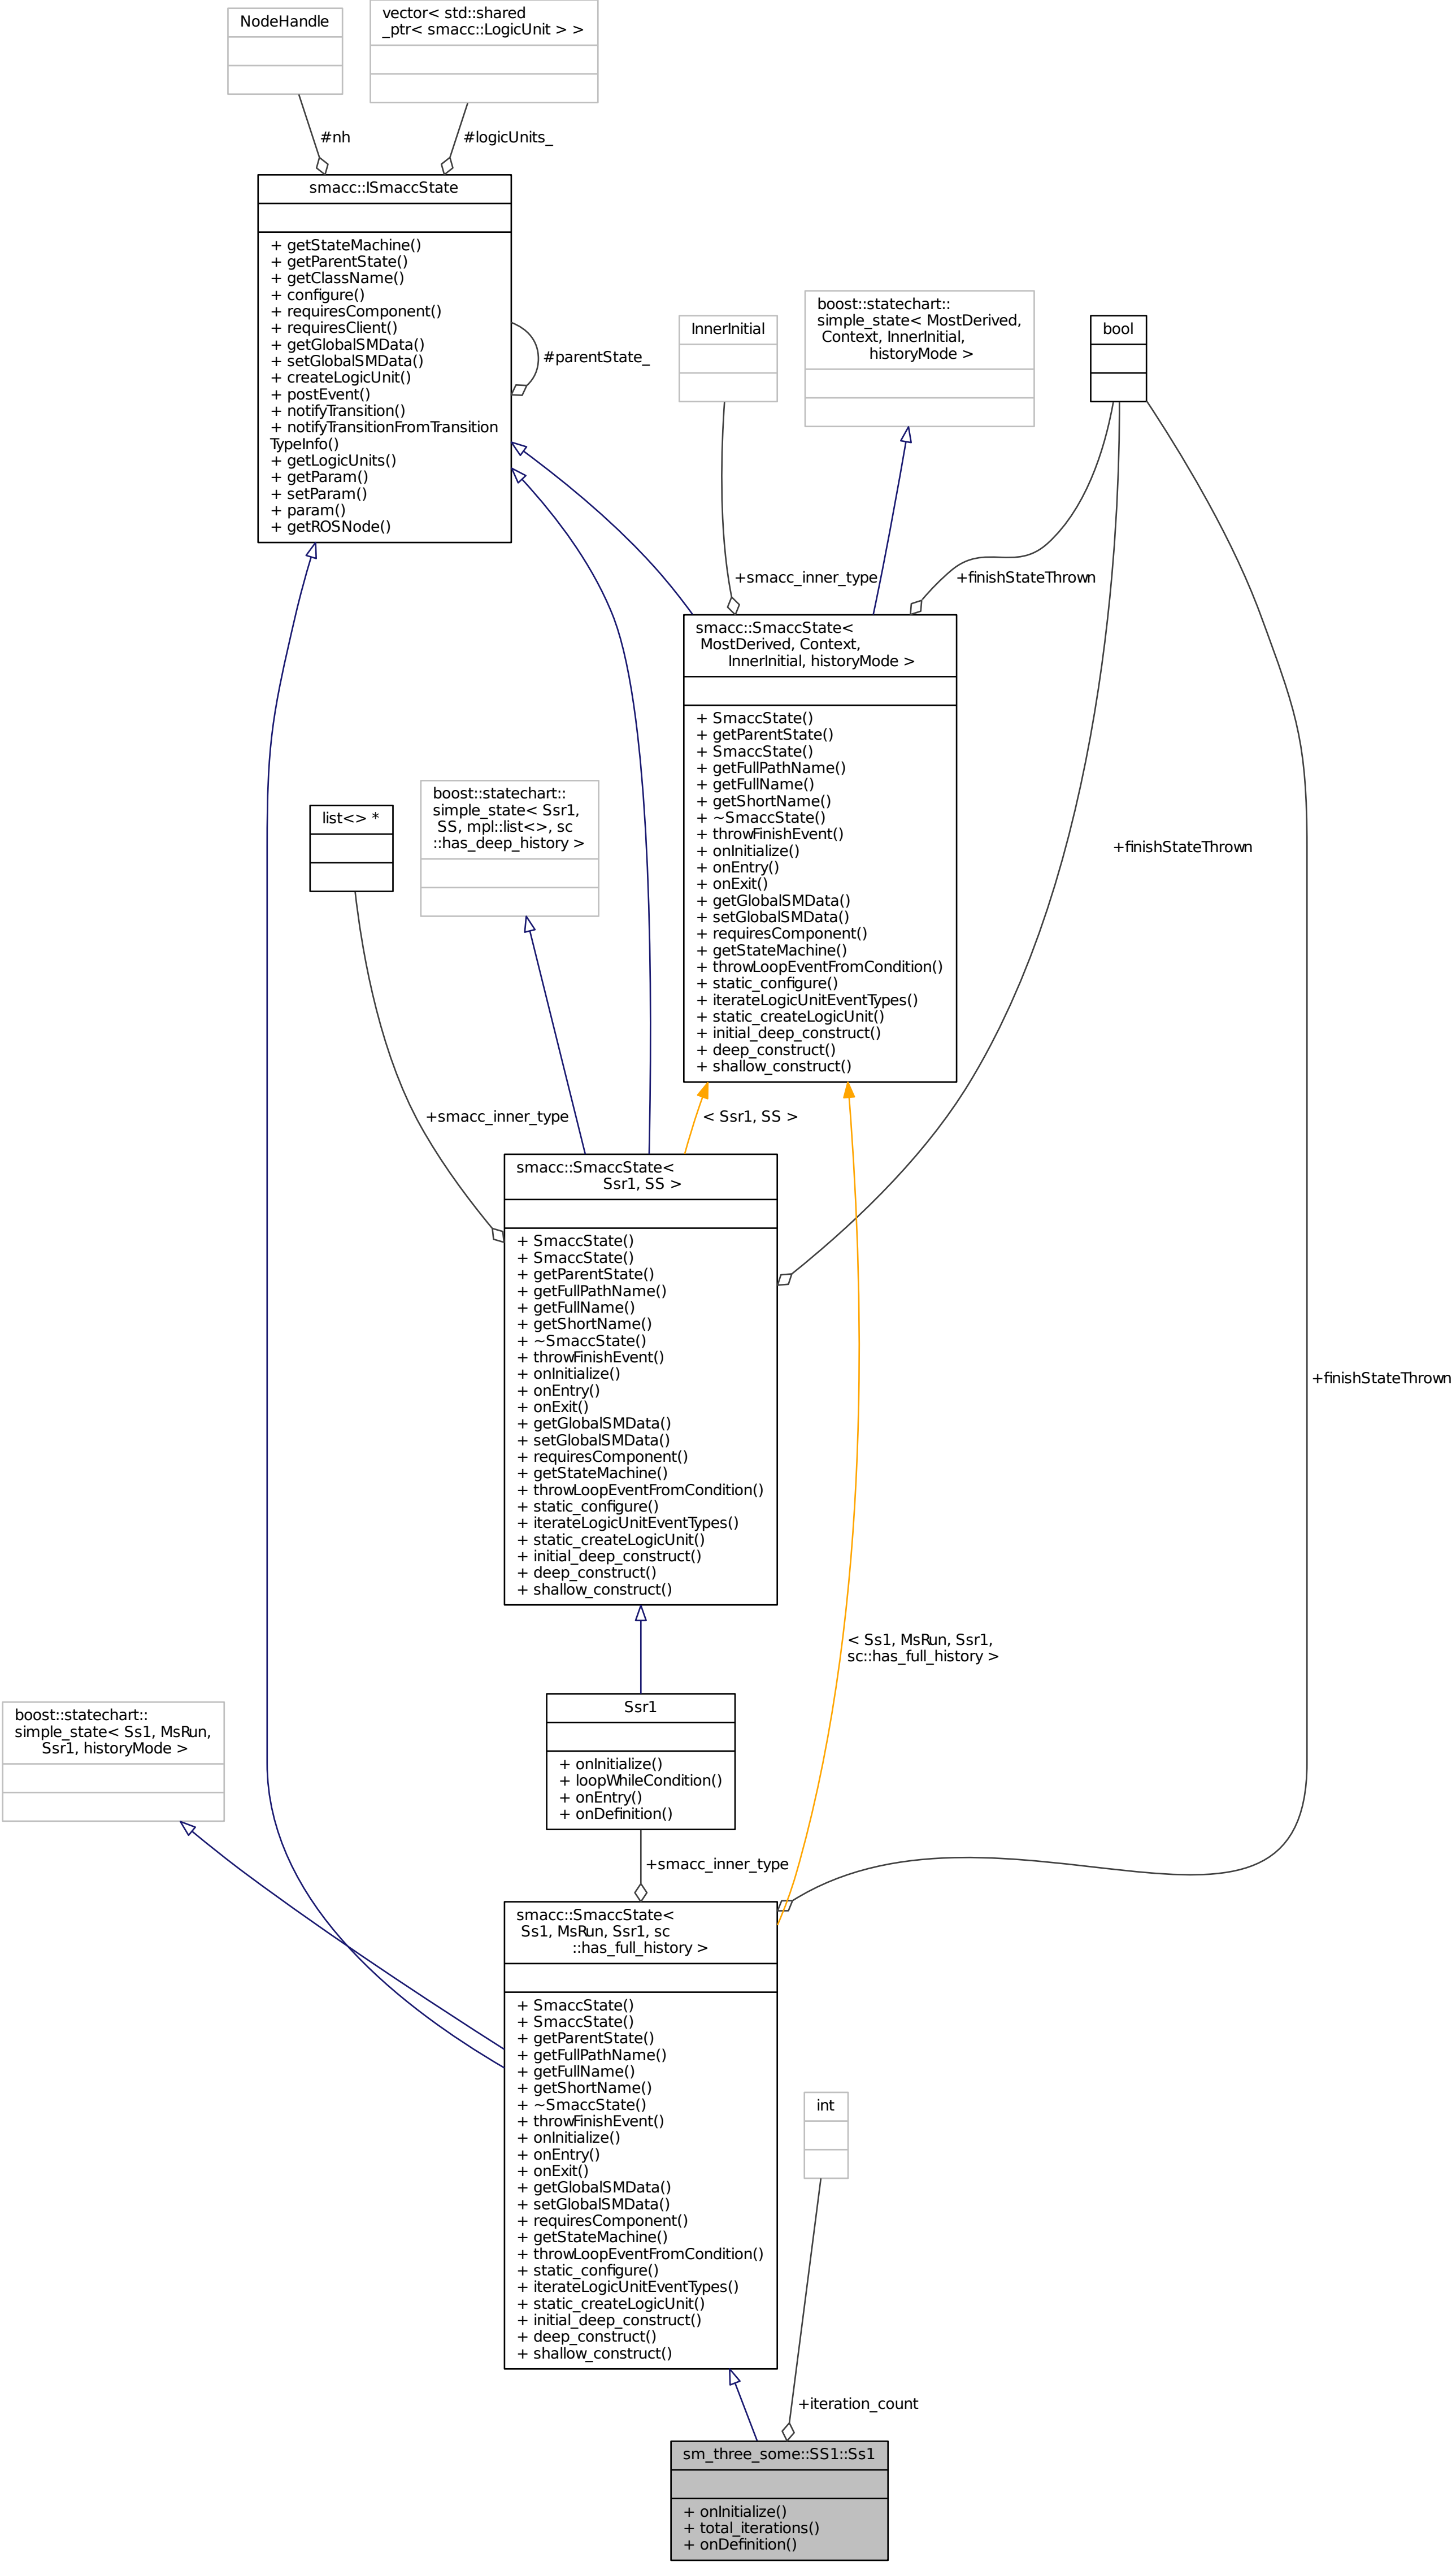 NodeHandle
vector< std::shared
_ptr< smacc::LogicUnit > >
#nh
#logicUnits_
smacc::ISmaccState
+ getStateMachine()
+ getParentState()
+ getClassName()
+ configure()
+ requiresComponent()
+ requiresClient()
+ getGlobalSMData()
+ setGlobalSMData()
+ createLogicUnit()
+ postEvent()
+ notifyTransition()
+ notifyTransitionFromTransition
TypeInfo()
+ getLogicUnits()
+ getParam()
+ setParam()
+ param()
+ getROSNode()
#parentState_
InnerInitial
boost::statechart::
simple_state< MostDerived,
Context, InnerInitial,
historyMode >
bool
+smacc_inner_type
+finishStateThrown
smacc::SmaccState<
MostDerived, Context,
InnerInitial, historyMode >
+ SmaccState()
+ getParentState()
+ SmaccState()
+ getFullPathName()
+ getFullName()
+ getShortName()
+ ~SmaccState()
+ throwFinishEvent()
+ onInitialize()
+ onEntry()
+ onExit()
+ getGlobalSMData()
+ setGlobalSMData()
+ requiresComponent()
+ getStateMachine()
+ throwLoopEventFromCondition()
+ static_configure()
+ iterateLogicUnitEventTypes()
+ static_createLogicUnit()
+ initial_deep_construct()
+ deep_construct()
+ shallow_construct()
list<> *
boost::statechart::
simple_state< Ssr1,
SS, mpl::list<>, sc
::has_deep_history >
+finishStateThrown
+smacc_inner_type
< Ssr1, SS >
smacc::SmaccState<
Ssr1, SS >
+ SmaccState()
+ SmaccState()
+ getParentState()
+ getFullPathName()
+ getFullName()
+ getShortName()
+ ~SmaccState()
+ throwFinishEvent()
+ onInitialize()
+ onEntry()
+ onExit()
+ getGlobalSMData()
+ setGlobalSMData()
+ requiresComponent()
+ getStateMachine()
+ throwLoopEventFromCondition()
+ static_configure()
+ iterateLogicUnitEventTypes()
+ static_createLogicUnit()
+ initial_deep_construct()
+ deep_construct()
+ shallow_construct()
+finishStateThrown
< Ss1, MsRun, Ssr1,
sc::has_full_history >
boost::statechart::
simple_state< Ss1, MsRun,
Ssr1, historyMode >
Ssr1
+ onInitialize()
+ loopWhileCondition()
+ onEntry()
+ onDefinition()
+smacc_inner_type
smacc::SmaccState<
Ss1, MsRun, Ssr1, sc
::has_full_history >
+ SmaccState()
+ SmaccState()
+ getParentState()
+ getFullPathName()
+ getFullName()
+ getShortName()
+ ~SmaccState()
+ throwFinishEvent()
+ onInitialize()
+ onEntry()
+ onExit()
+ getGlobalSMData()
+ setGlobalSMData()
+ requiresComponent()
+ getStateMachine()
+ throwLoopEventFromCondition()
+ static_configure()
+ iterateLogicUnitEventTypes()
+ static_createLogicUnit()
+ initial_deep_construct()
+ deep_construct()
+ shallow_construct()
int
+iteration_count
sm_three_some::SS1::Ss1
+ onInitialize()
+ total_iterations()
+ onDefinition()